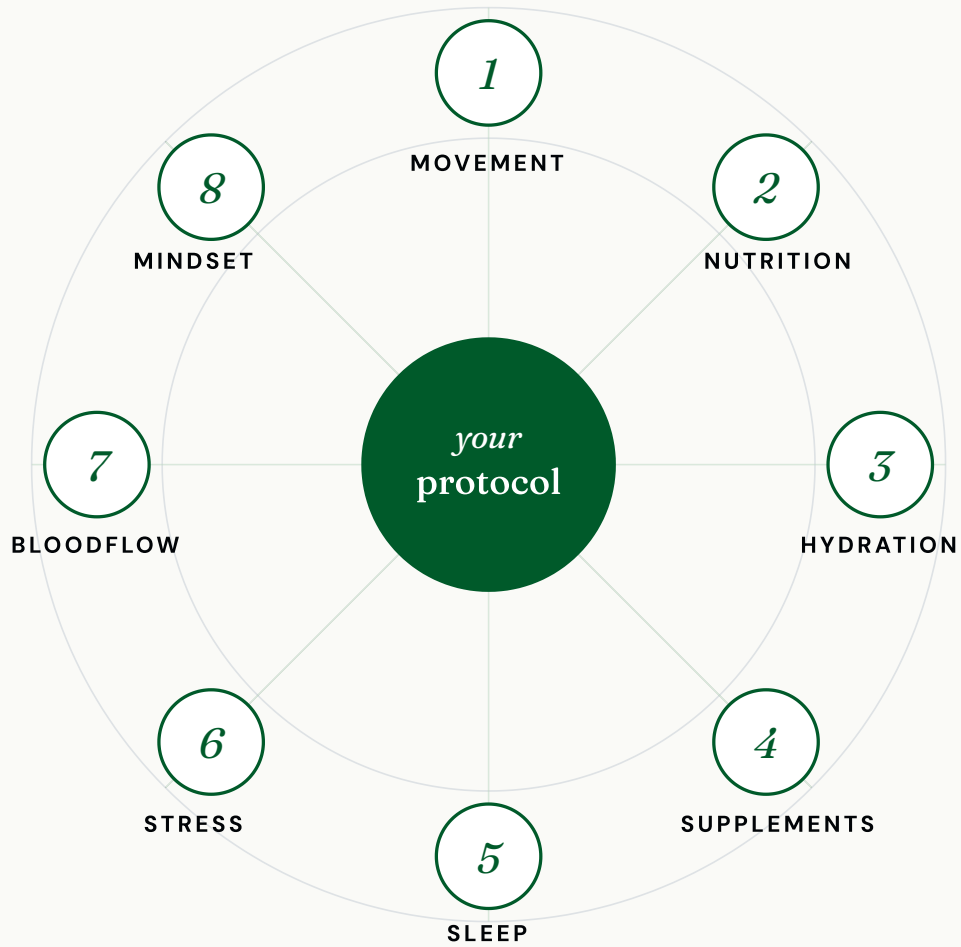 1
MOVEMENT
2
NUTRITION
3
HYDRATION
4
SUPPLEMENTS
5
SLEEP
6
STRESS
7
BLOODFLOW
8
MINDSET
your
protocol